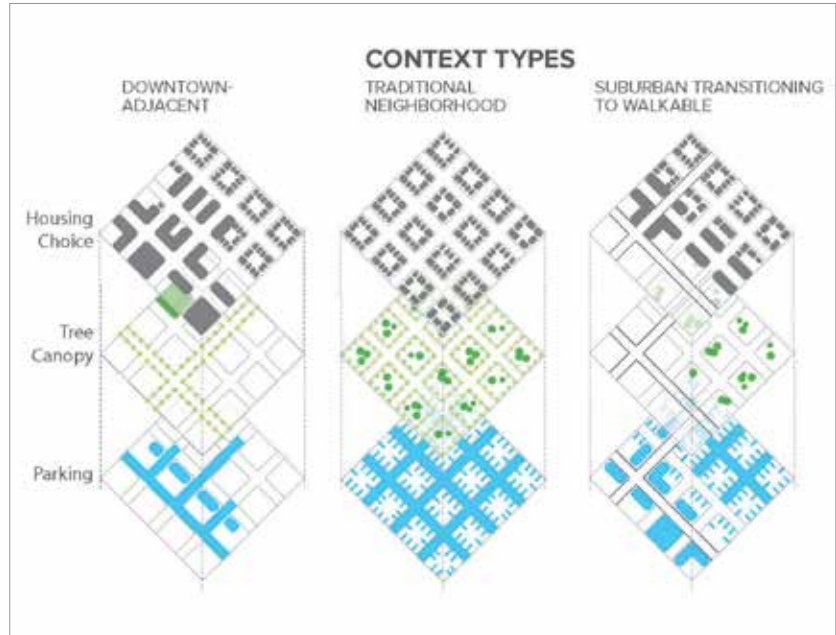 CONTEXT TYPES
DOWNTOWN-
ADJACENT
TRADITIONAL
NEIGHBORHOOD
SUBURBAN TRANSITIONING
TO WALKABLE
Housing
Choice
Tree
Canopy
Parking